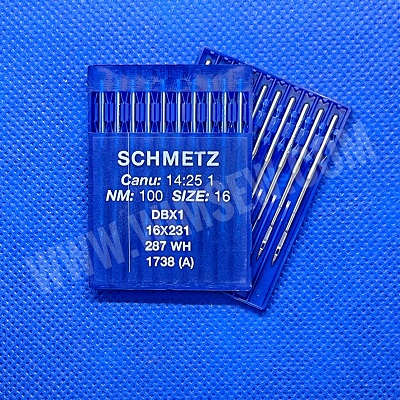 SCHMETZ
Canu: 14:25 1
NM: 100 SIZE: 16
DBX1
16X231
287 WH
1738 (A)